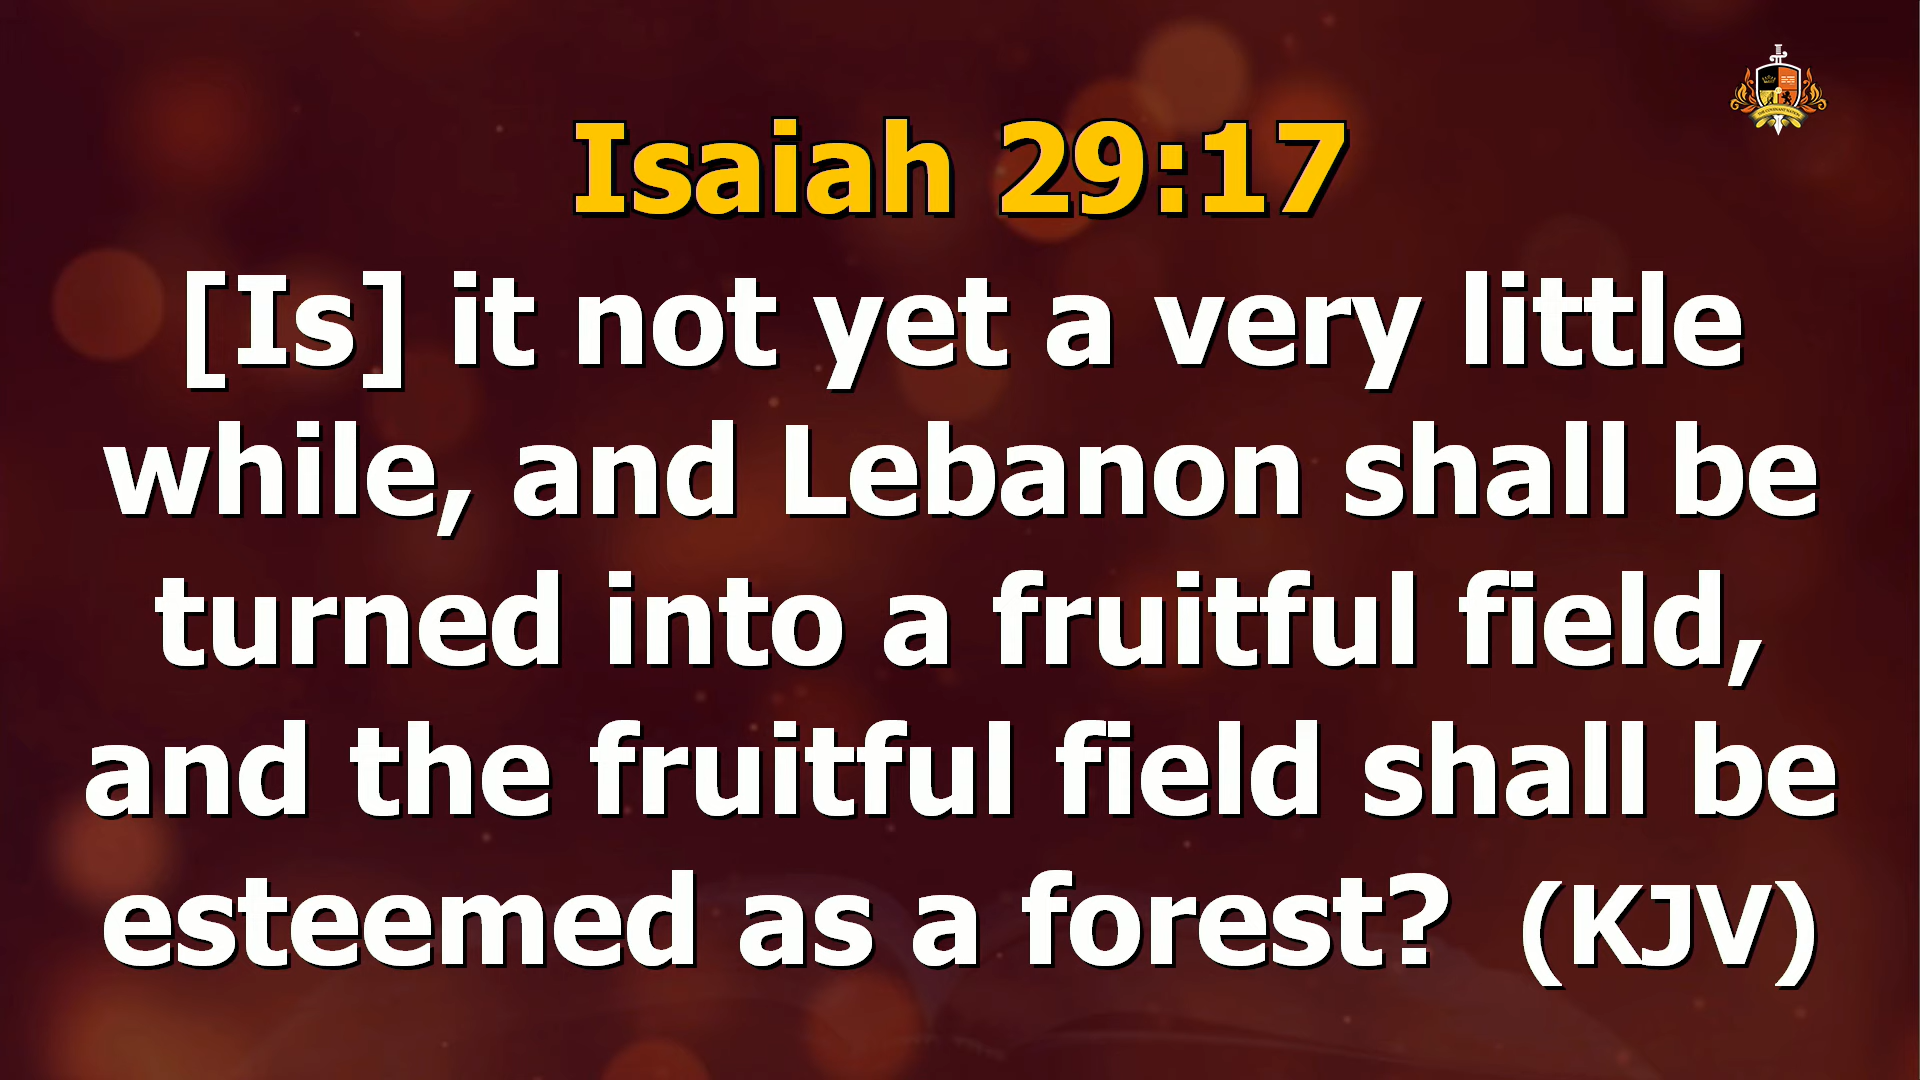 Isaiah 29:17
[Is] it not yet a very little
while, and Lebanon shall be
turned into a fruitful field,
and the fruitful field shall be
esteemed as a forest?  (KJV)